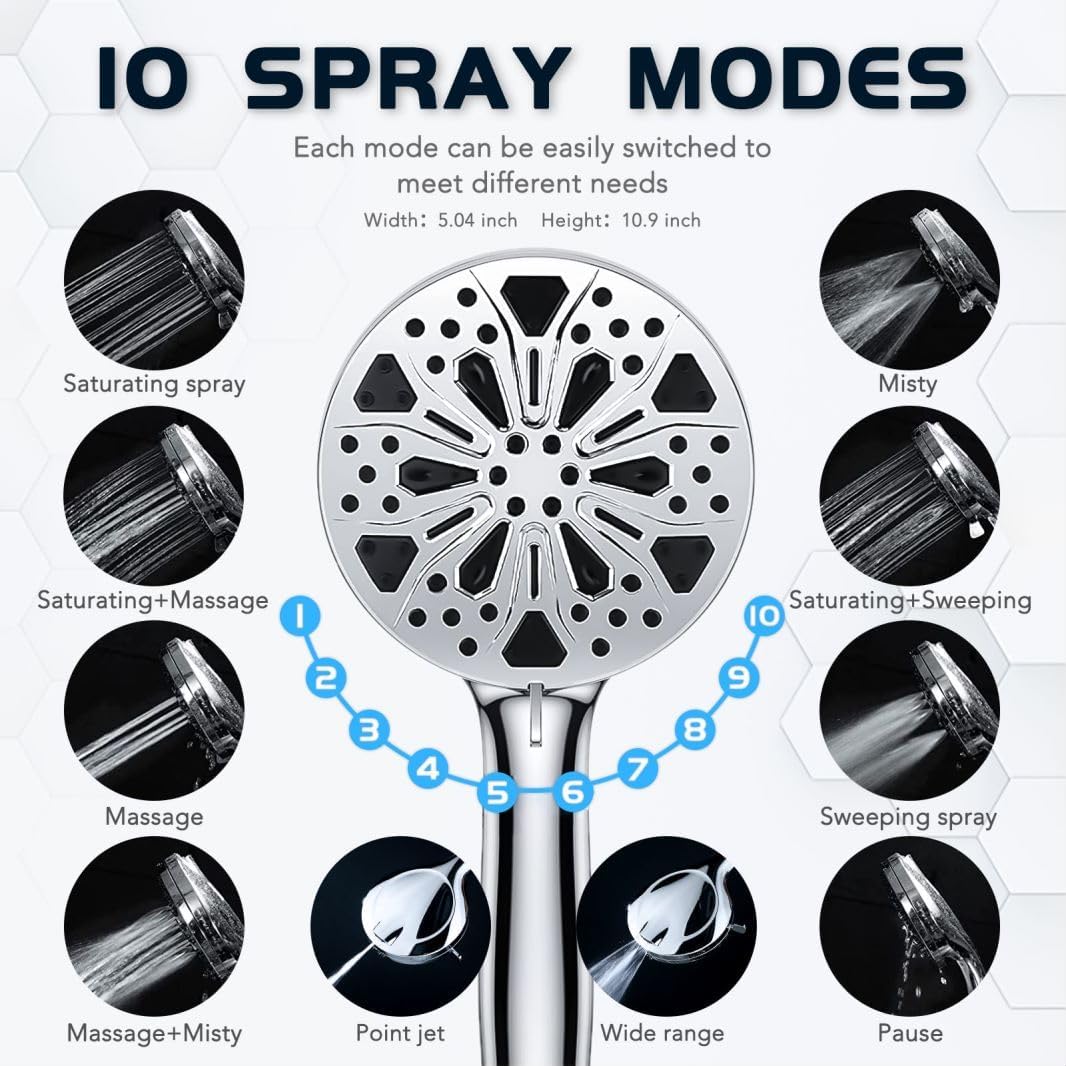 10 SPRAY MODES
Each mode can be easily switched to
meet different needs
Width: 5.04 inch Height: 10.9 inch
Saturating spray
Misty
Saturating+Massage
Saturating+Sweeping
1
10
2
9
3
8
4
7
5
6
Massage
Sweeping spray
Massage+Misty
Point jet
Wide range
Pause